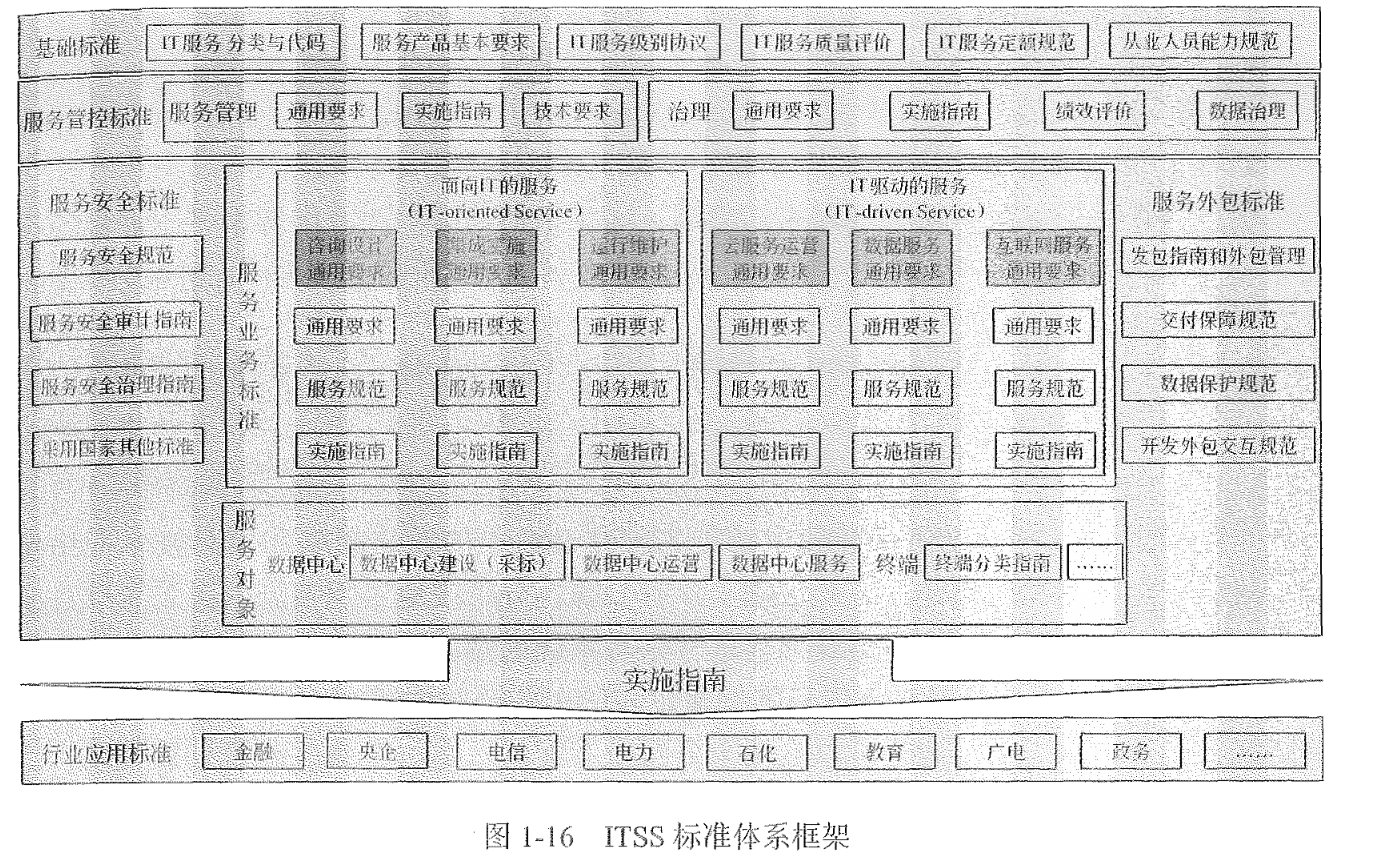 基础标准 IT服务分类与代码 服务产品基本要求 IT服务级别协议 IT服务质量评价 IT服务定额规范 从业人员能力规范
服务管控标准 服务管理 通用要求 实施指南 技术要求 治理 通用要求 实施指南 绩效评价 数据治理
服务安全标准
服务安全规范
服务安全审计指南
服务安全治理指南
采用国家其他标准
服务业务标准
面向IT的服务
（IT-oriented Service）
咨询设计 集成实施 运行维护
通用要求 通用要求 通用要求
通用要求 通用要求 通用要求
服务规范 服务规范 服务规范
实施指南 实施指南 实施指南
IT驱动的服务
（IT-driven Service）
云服务运营 数据服务 互联网服务
通用要求 通用要求 通用要求
通用要求 通用要求 通用要求
服务规范 服务规范 服务规范
实施指南 实施指南 实施指南
服务外包标准
发包指南和外包管理
交付保障规范
数据保护规范
开发外包交互规范
服务对象
数据中心 数据中心建设（采标） 数据中心运营 数据中心服务 终端 终端分类指南 ……
实施指南
行业应用标准 金融 央企 电信 电力 石化 教育 广电 政务 ……
图 1-16 ITSS 标准体系框架